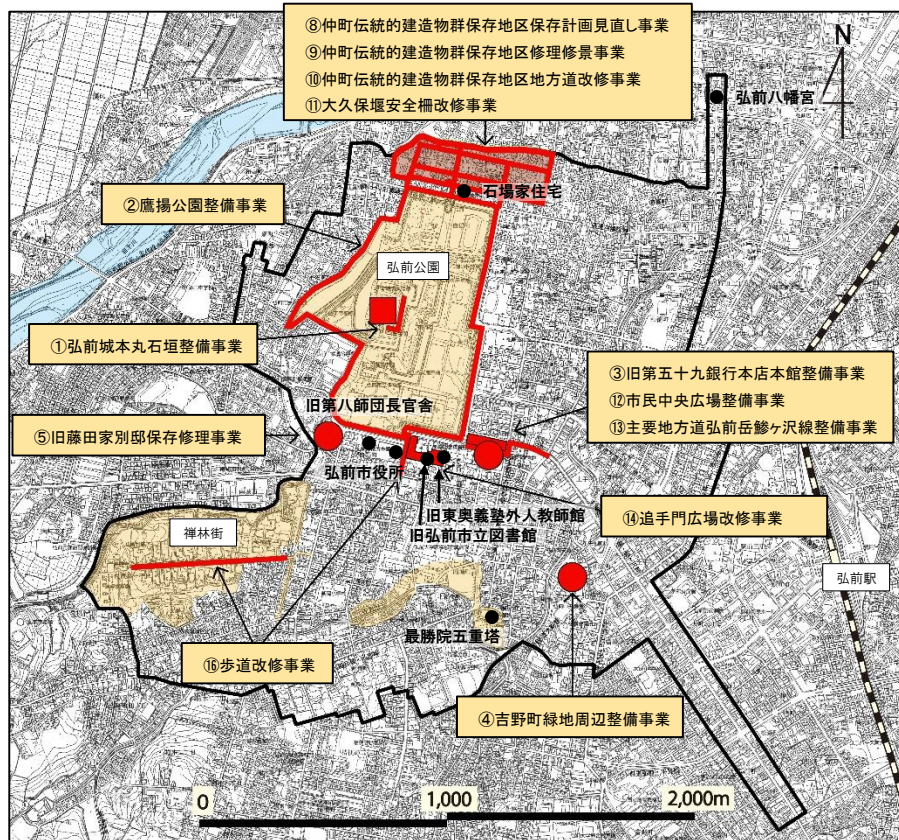 ⑧仲町伝統的建造物群保存地区保存計画見直し事業
⑨仲町伝統的建造物群保存地区修理修景事業
⑩仲町伝統的建造物群保存地区地方道改修事業
⑪大久保堰安全柵改修事業
N
弘前八幡宮
石場家住宅
②鷹揚公園整備事業
弘前公園
①弘前城本丸石垣整備事業
③旧第五十九銀行本店本館整備事業
⑫市民中央広場整備事業
⑬主要地方道弘前岳鰺ヶ沢線整備事業
旧第八師団長官舎
⑤旧藤田家別邸保存修理事業
弘前市役所
旧東奥義塾外人教師館
旧弘前市立図書館
⑭追手門広場改修事業
禅林街
弘前駅
最勝院五重塔
⑯歩道改修事業
④吉野町緑地周辺整備事業
0
1,000
2,000m